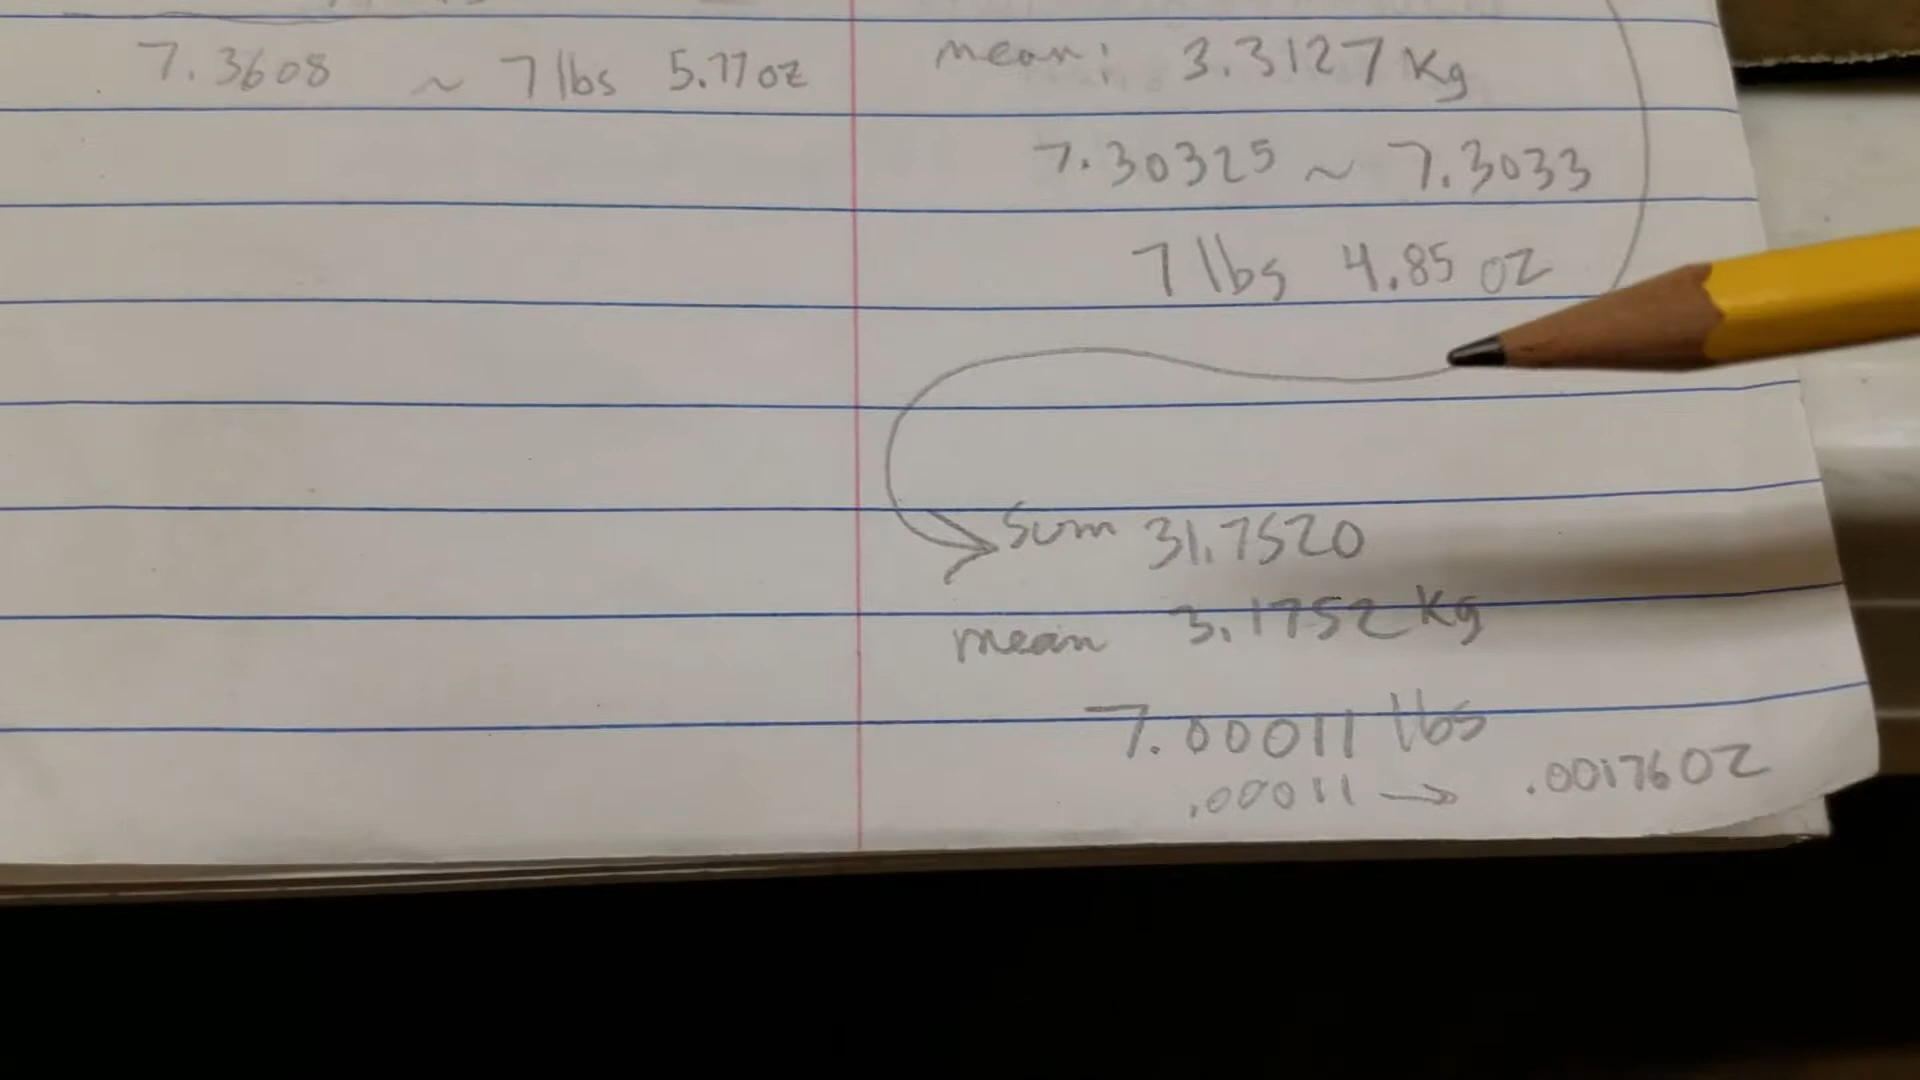 7.3608 ~ 7 lbs 5.77 oz
mean: 3.3127 Kg
7.30325 ~ 7.3033
7 lbs 4.85 oz
Sum 31.7520
mean 3.1752 Kg
7.00011 lbs
.00011 → .00176 oz